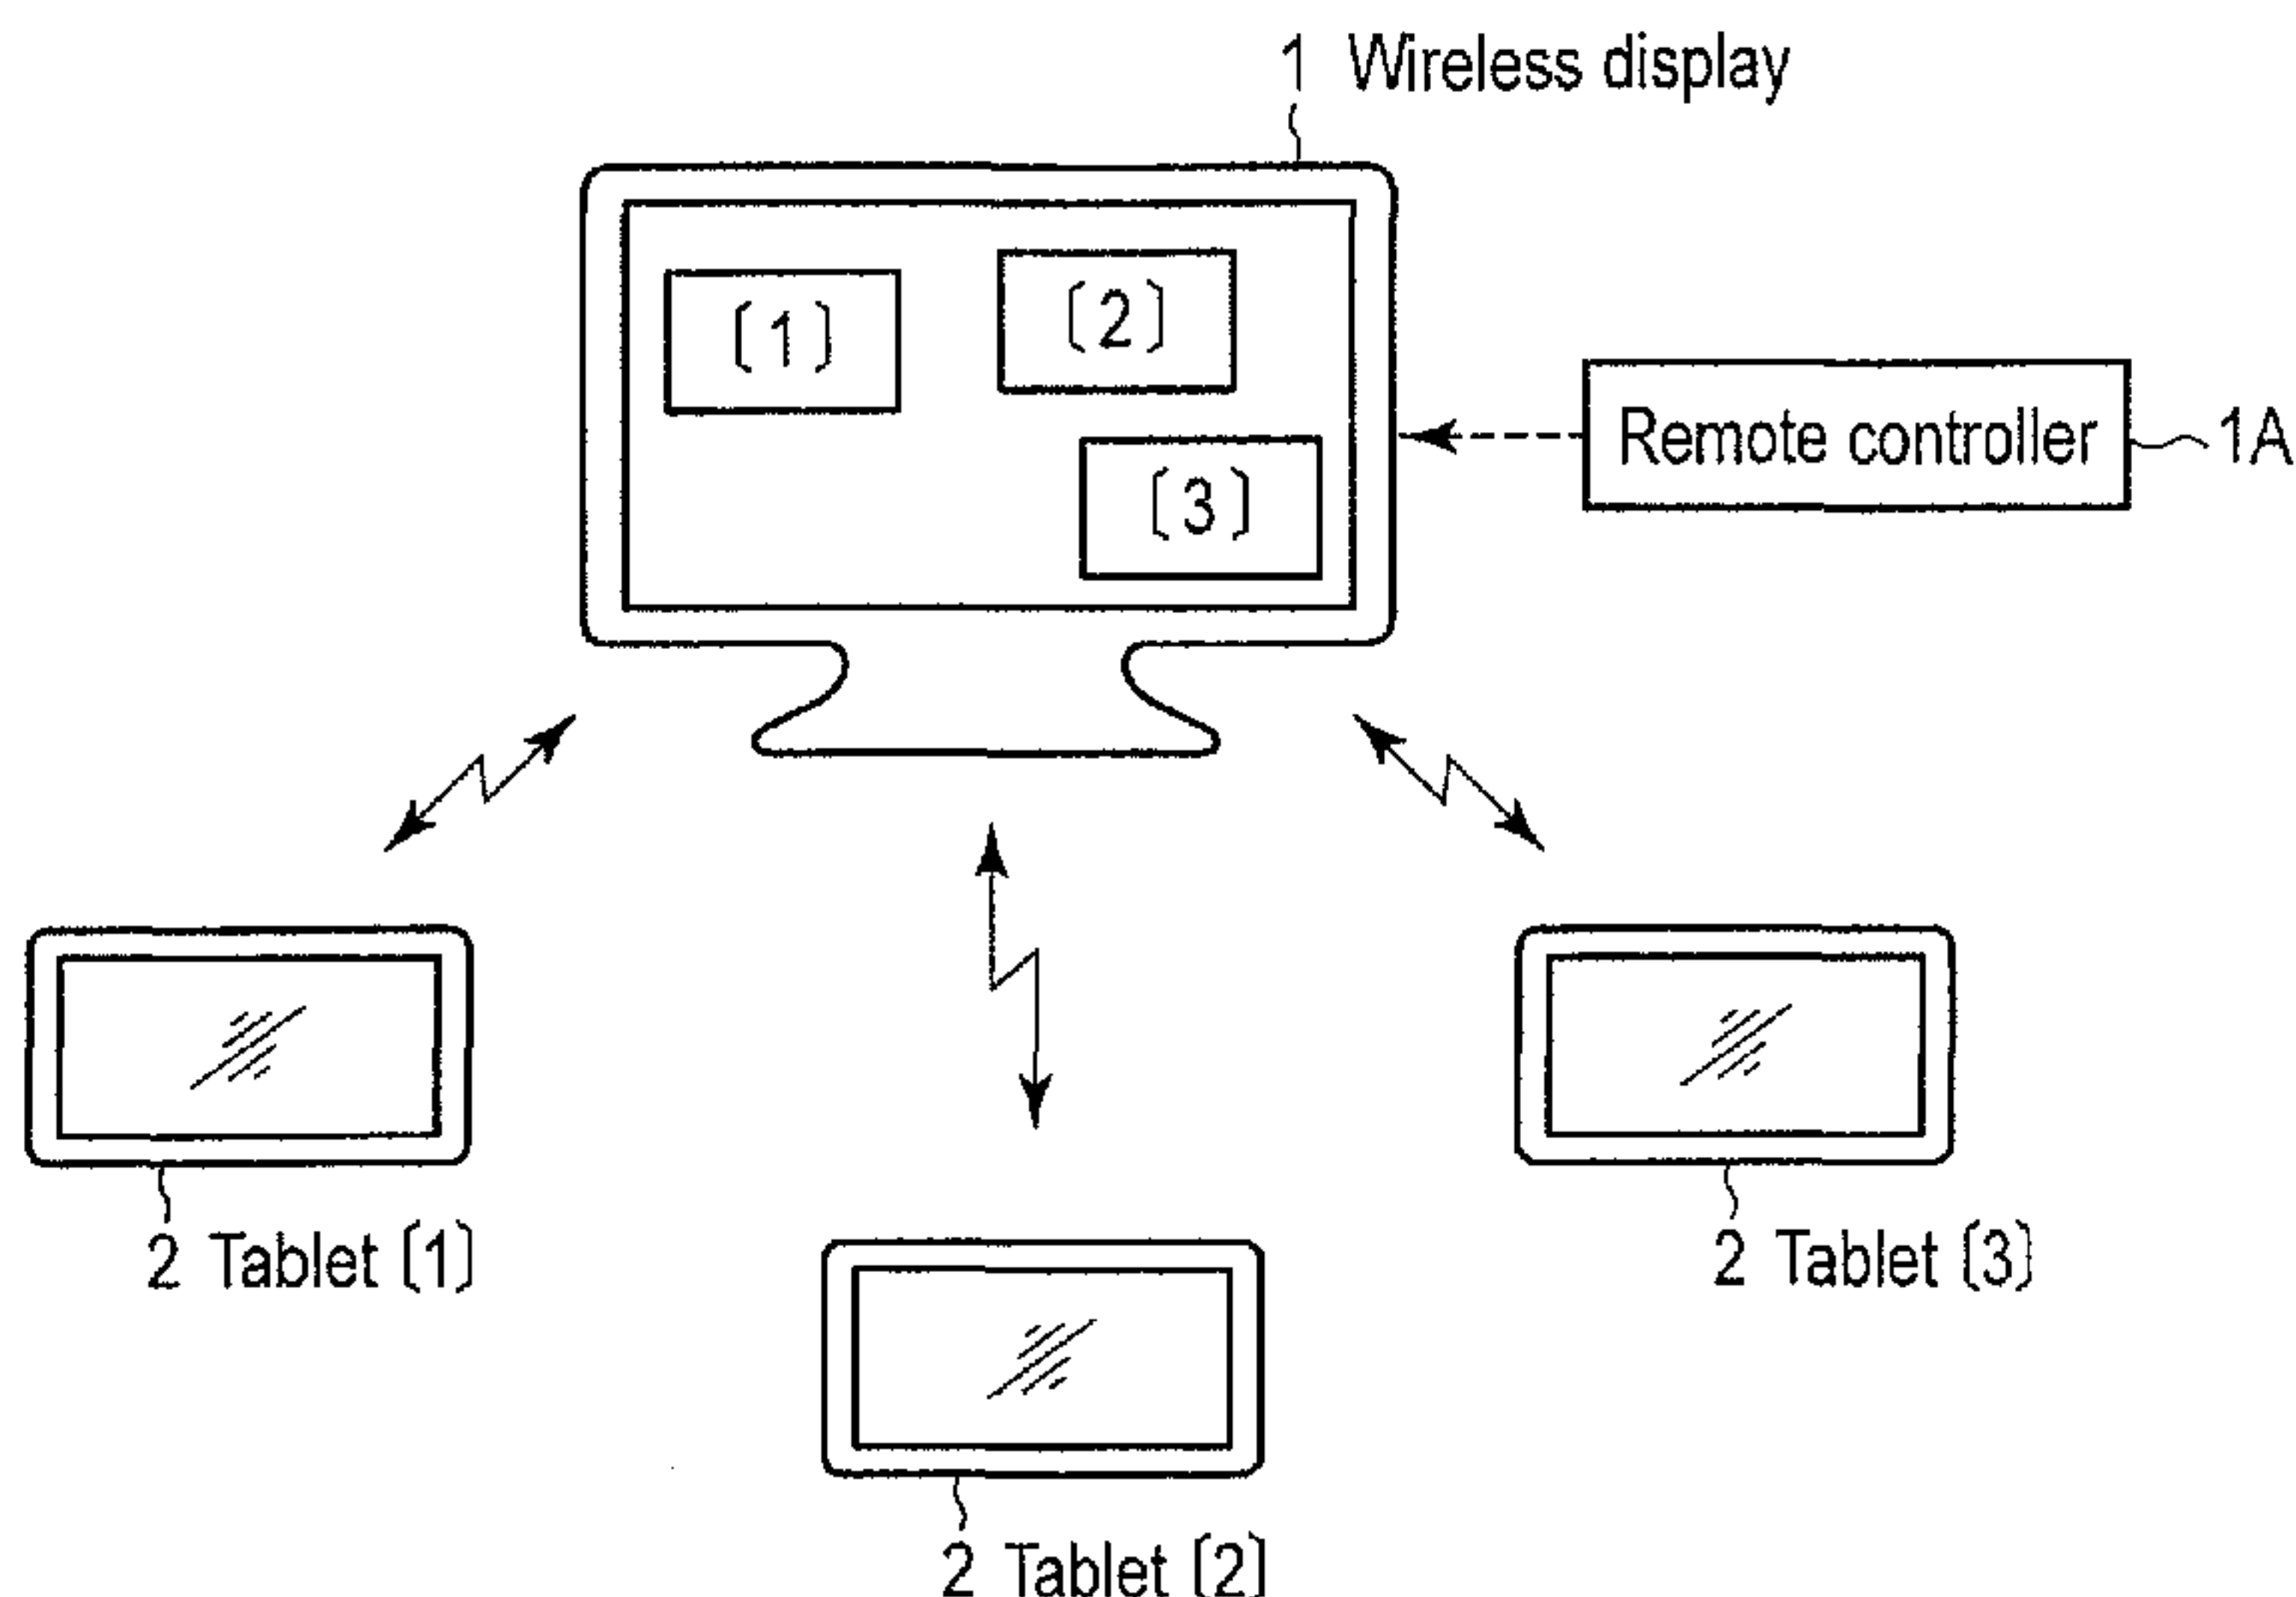 1 Wireless display
〔1〕
〔2〕
〔3〕
Remote controller
1A
2 Tablet〔1〕
2 Tablet〔3〕
2 Tablet〔2〕